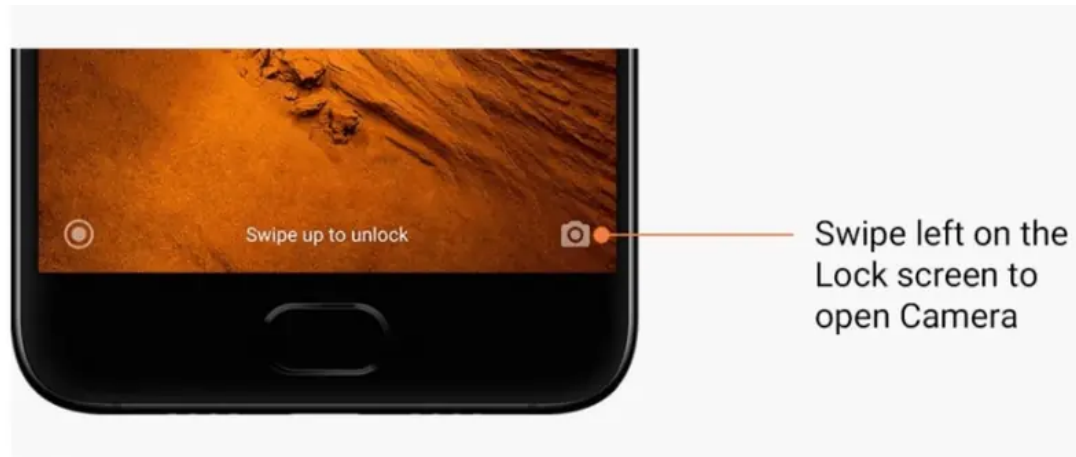 Swipe up to unlock
Swipe left on the
Lock screen to
open Camera